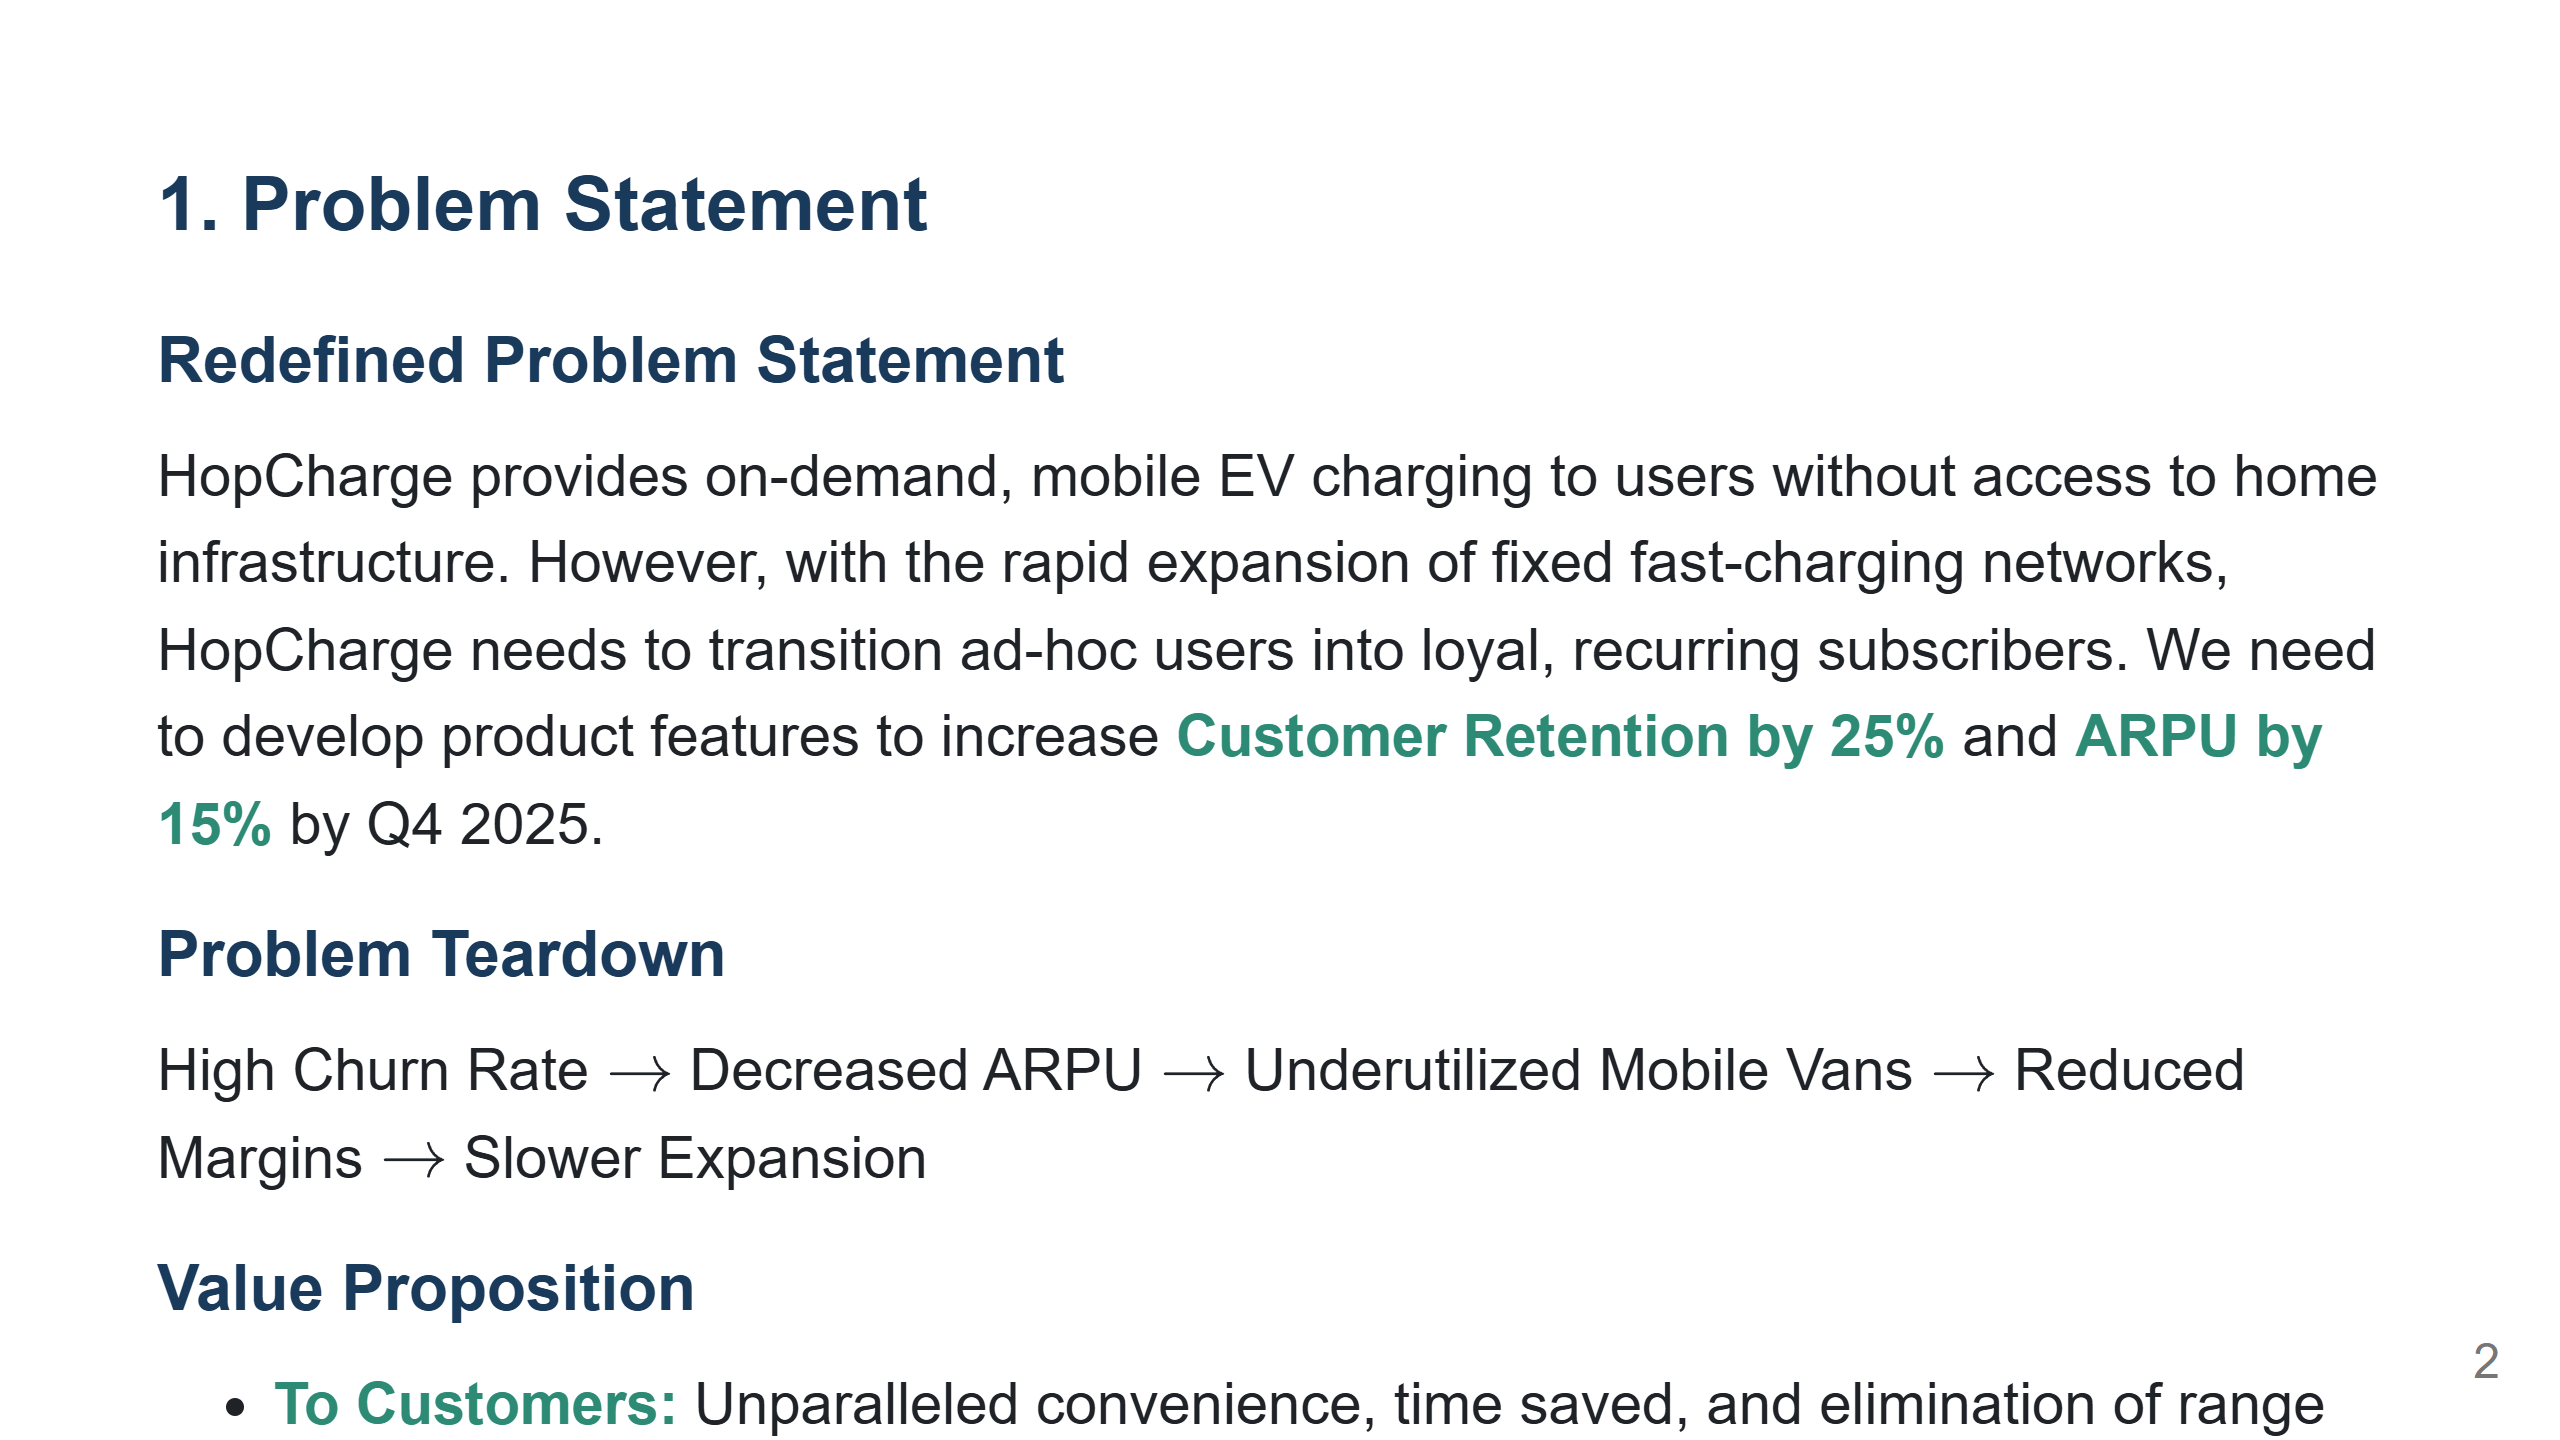 1. Problem Statement
Redefined Problem Statement
HopCharge provides on-demand, mobile EV charging to users without access to home
infrastructure. However, with the rapid expansion of fixed fast-charging networks,
HopCharge needs to transition ad-hoc users into loyal, recurring subscribers. We need
to develop product features to increase Customer Retention by 25% and ARPU by
15% by Q4 2025.
Problem Teardown
High Churn Rate → Decreased ARPU → Underutilized Mobile Vans → Reduced
Margins → Slower Expansion
Value Proposition
• To Customers: Unparalleled convenience, time saved, and elimination of range
2